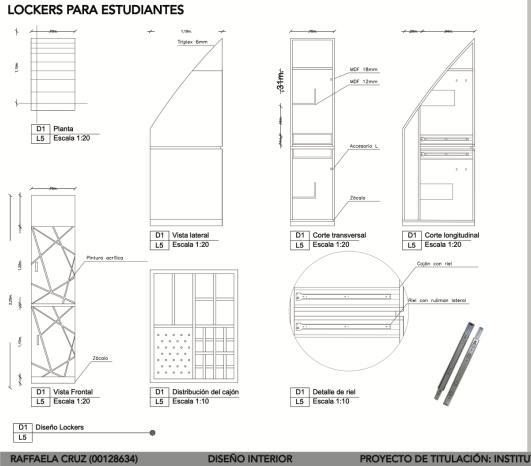 LOCKERS PARA ESTUDIANTES
Triplex 6mm
MDF 18mm
MDF 12mm
Accesorio L
Zócalo
D1 Planta
L5 Escala 1:20
D1 Vista lateral
L5 Escala 1:20
D1 Corte transversal
L5 Escala 1:20
D1 Corte longitudinal
L5 Escala 1:20
Pintura acrílica
Zócalo
Cajón con riel
Riel con ruliman lateral
D1 Vista Frontal
L5 Escala 1:20
D1 Distribución del cajón
L5 Escala 1:10
D1 Detalle de riel
L5 Escala 1:10
D1 Diseño Lockers
L5
RAFFAELA CRUZ (00128634) DISEÑO INTERIOR PROYECTO DE TITULACIÓN: INSTITU